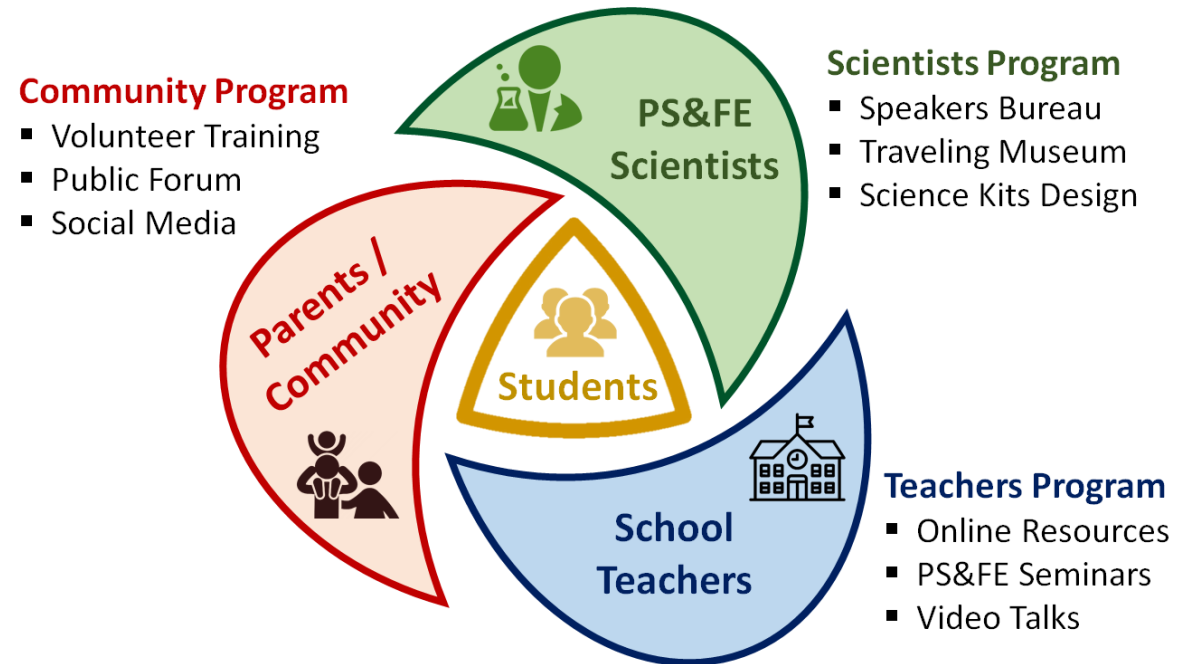 Community Program
▪ Volunteer Training
▪ Public Forum
▪ Social Media
PS&FE
Scientists
Scientists Program
▪ Speakers Bureau
▪ Traveling Museum
▪ Science Kits Design
Parents /
Community
Students
School
Teachers
Teachers Program
▪ Online Resources
▪ PS&FE Seminars
▪ Video Talks